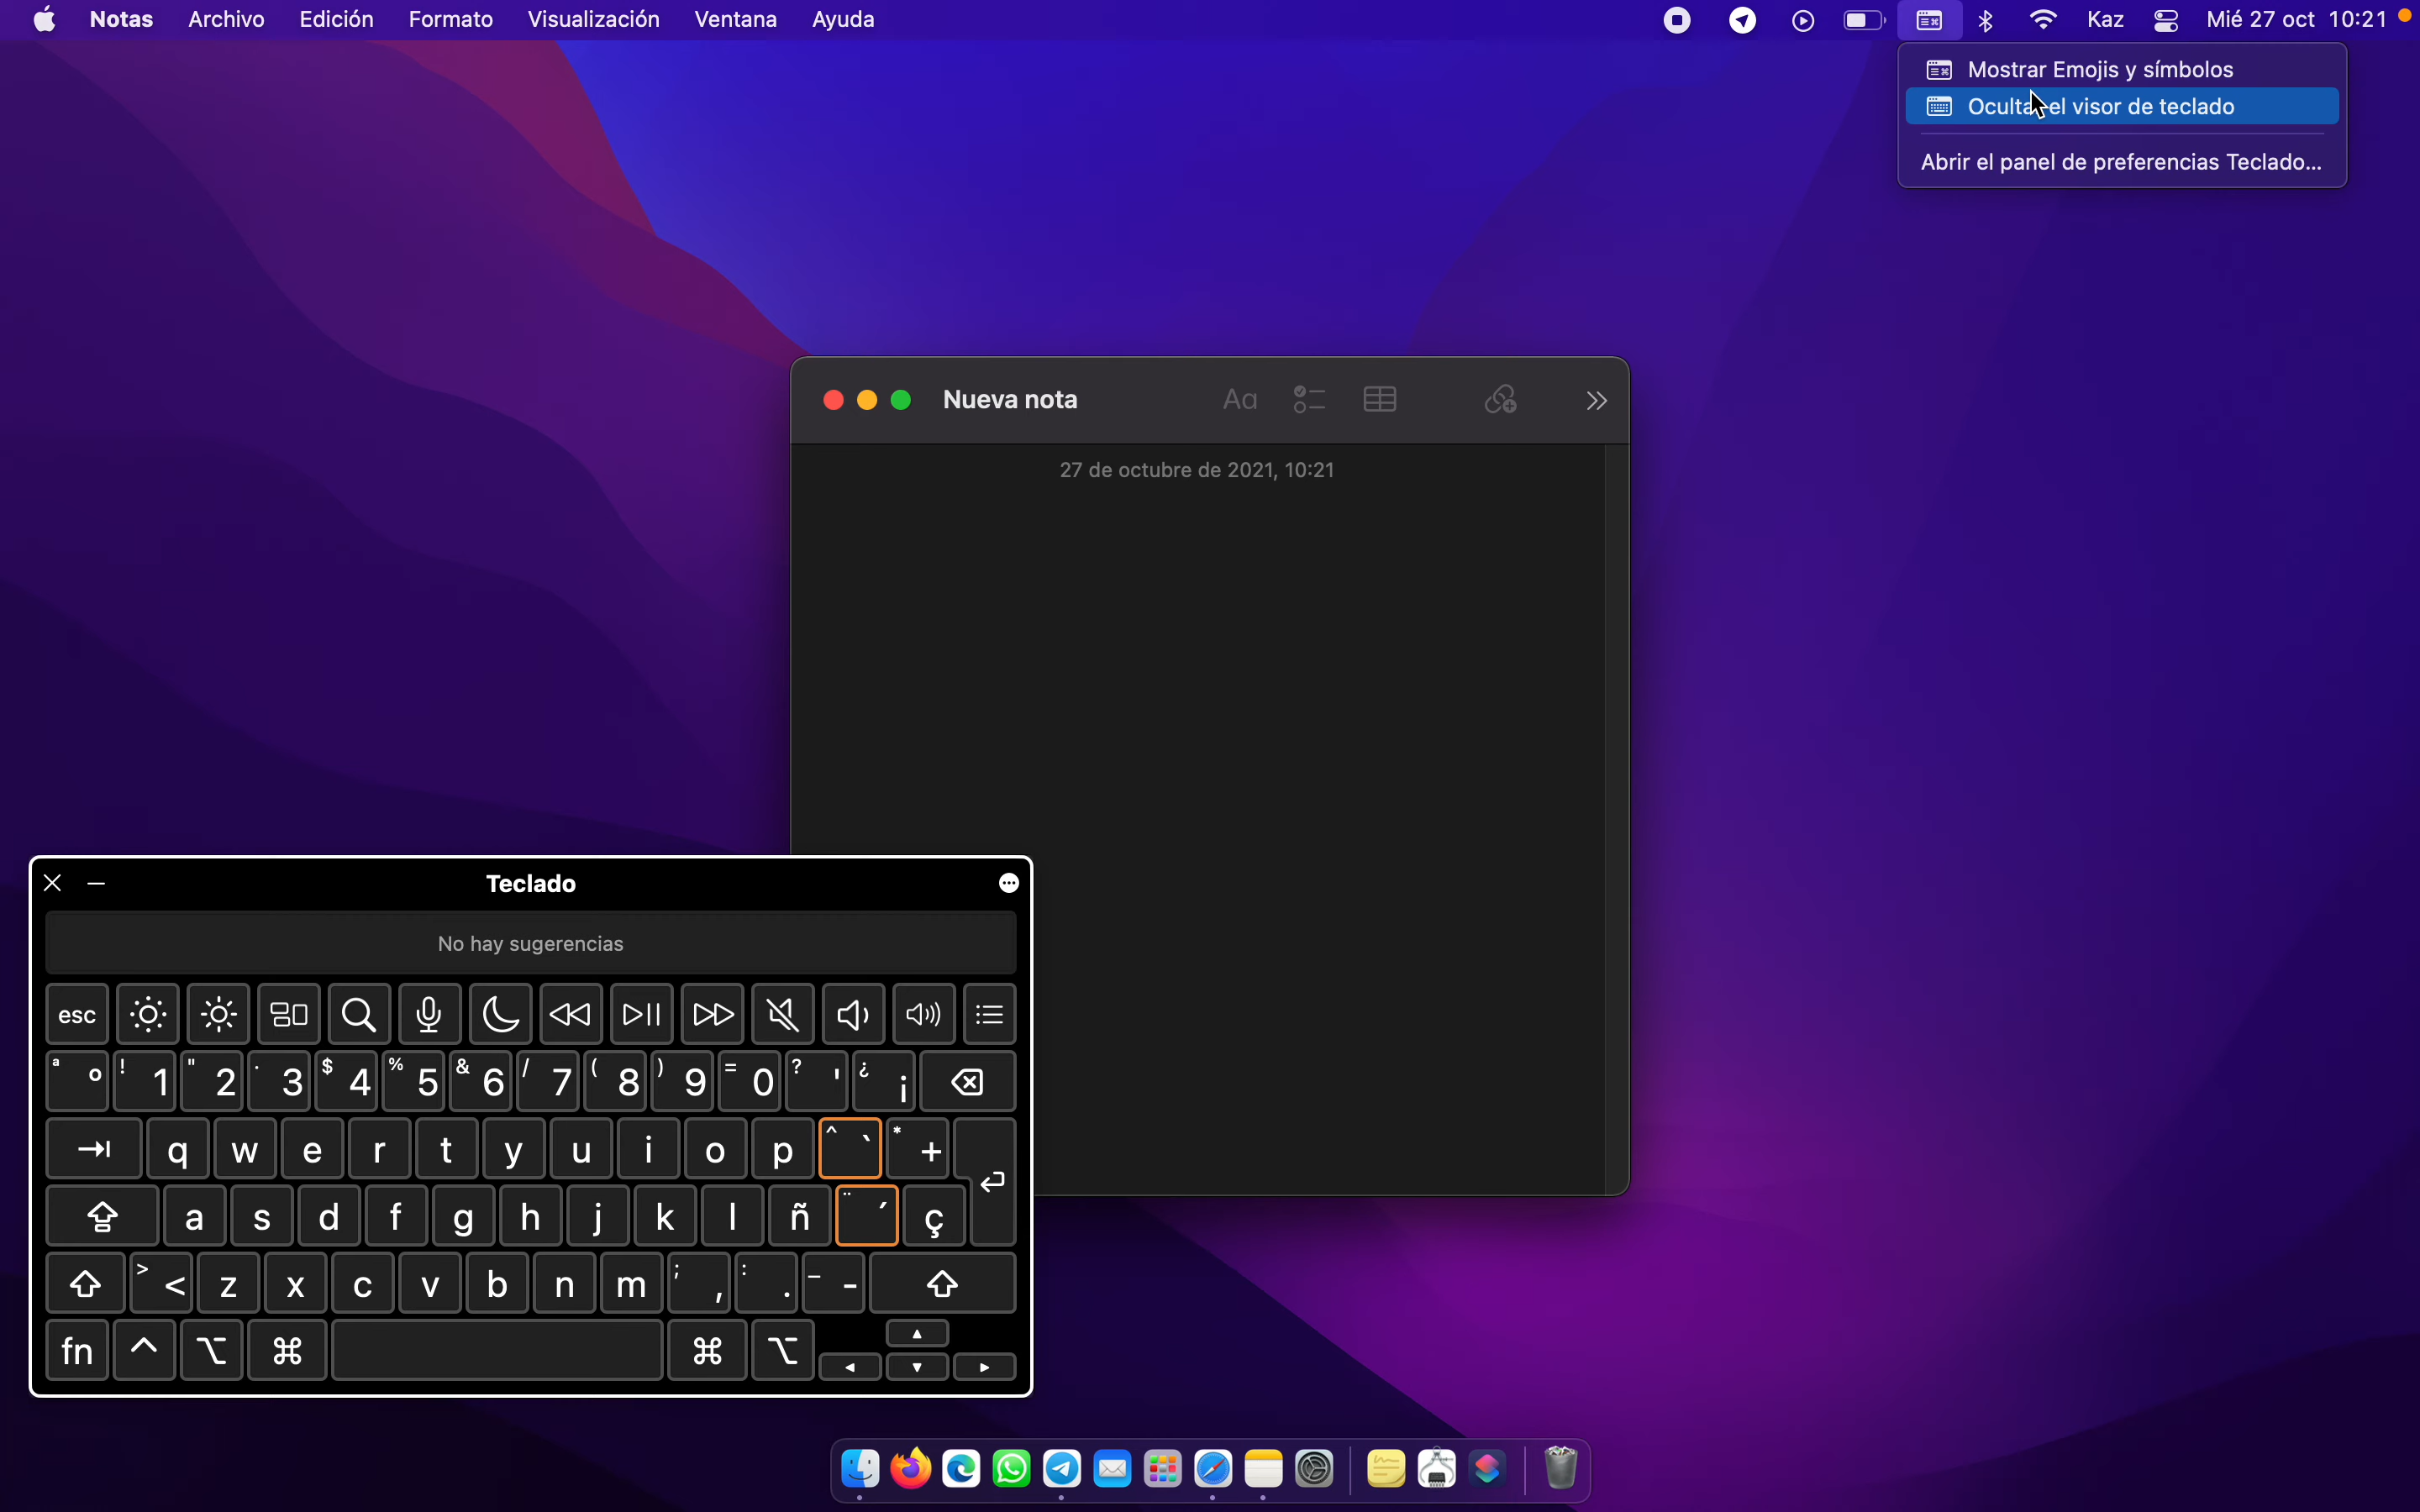 Notas Archivo Edición Formato Visualización Ventana Ayuda Kaz Mié 27 oct 10:21
Mostrar Emojis y símbolos
Ocultar el visor de teclado
Abrir el panel de preferencias Teclado...
Nueva nota Aa
27 de octubre de 2021, 10:21
Teclado
No hay sugerencias
esc
ª º ! 1 " 2 · 3 $ 4 % 5 & 6 / 7 ( 8 ) 9 = 0 ? ' ¿ ¡
q w e r t y u i o p ^ ` * +
a s d f g h j k l ñ ¨ ´ ç
> < z x c v b n m ; , : . _ -
fn ^ ⌥ ⌘ ⌘ ⌥